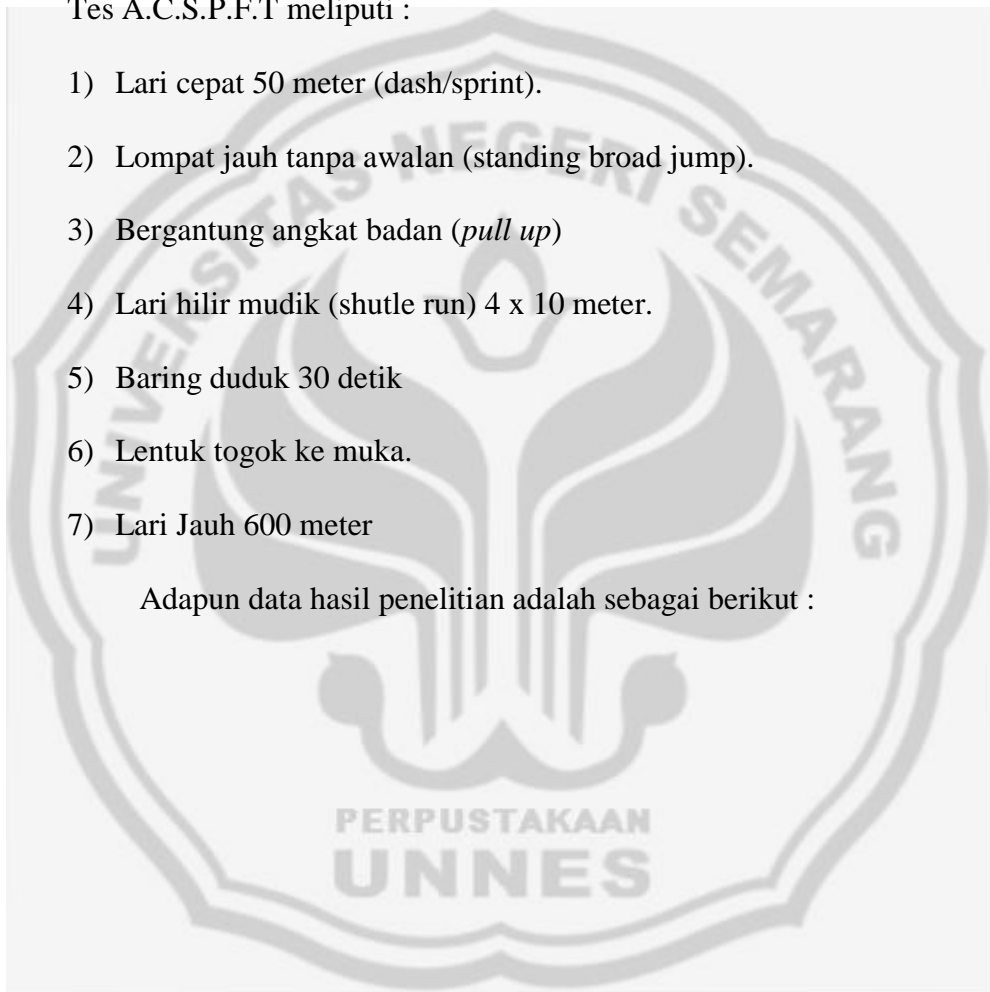 Tes A.C.S.P.F.T meliputi :
1) Lari cepat 50 meter (dash/sprint).
2) Lompat jauh tanpa awalan (standing broad jump).
3) Bergantung angkat badan (pull up)
4) Lari hilir mudik (shutle run) 4 x 10 meter.
5) Baring duduk 30 detik
6) Lentuk togok ke muka.
7) Lari Jauh 600 meter
Adapun data hasil penelitian adalah sebagai berikut :
UNIVERSITAS NEGERI SEMARANG
PERPUSTAKAAN
UNNES